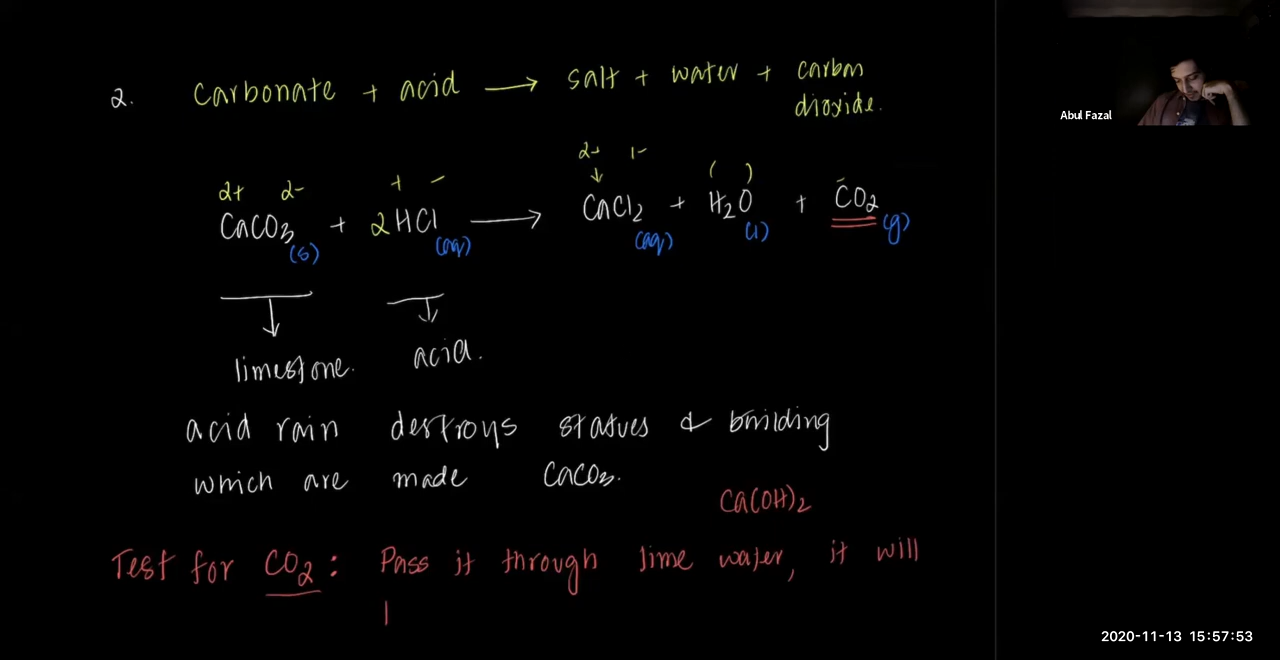 2. Carbonate + acid → salt + water + carbon
dioxide.
2+ 1-
2+ 2- + - ( )
CaCO3 (s) + 2HCl (aq) → CaCl2 (aq) + H2O (l) + CO2 (g)
limestone. acid.
acid rain destroys statues & building
which are made CaCO3.
Ca(OH)2
Test for CO2 : Pass it through lime water, it will
Abul Fazal
2020-11-13 15:57:53